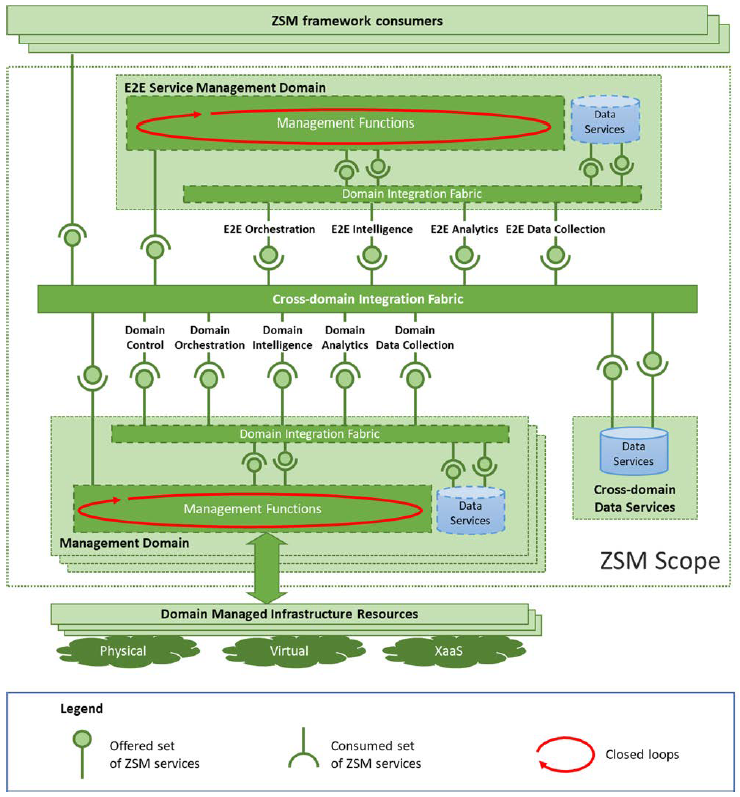 ZSM framework consumers
E2E Service Management Domain
Management Functions
Data
Services
Domain Integration Fabric
E2E Orchestration
E2E Intelligence
E2E Analytics
E2E Data Collection
Cross-domain Integration Fabric
Domain
Control
Domain
Orchestration
Domain
Intelligence
Domain
Analytics
Domain
Data Collection
Domain Integration Fabric
Management Functions
Data
Services
Management Domain
Data
Services
Cross-domain
Data Services
ZSM Scope
Domain Managed Infrastructure Resources
Physical
Virtual
XaaS
Legend
Offered set
of ZSM services
Consumed set
of ZSM services
Closed loops